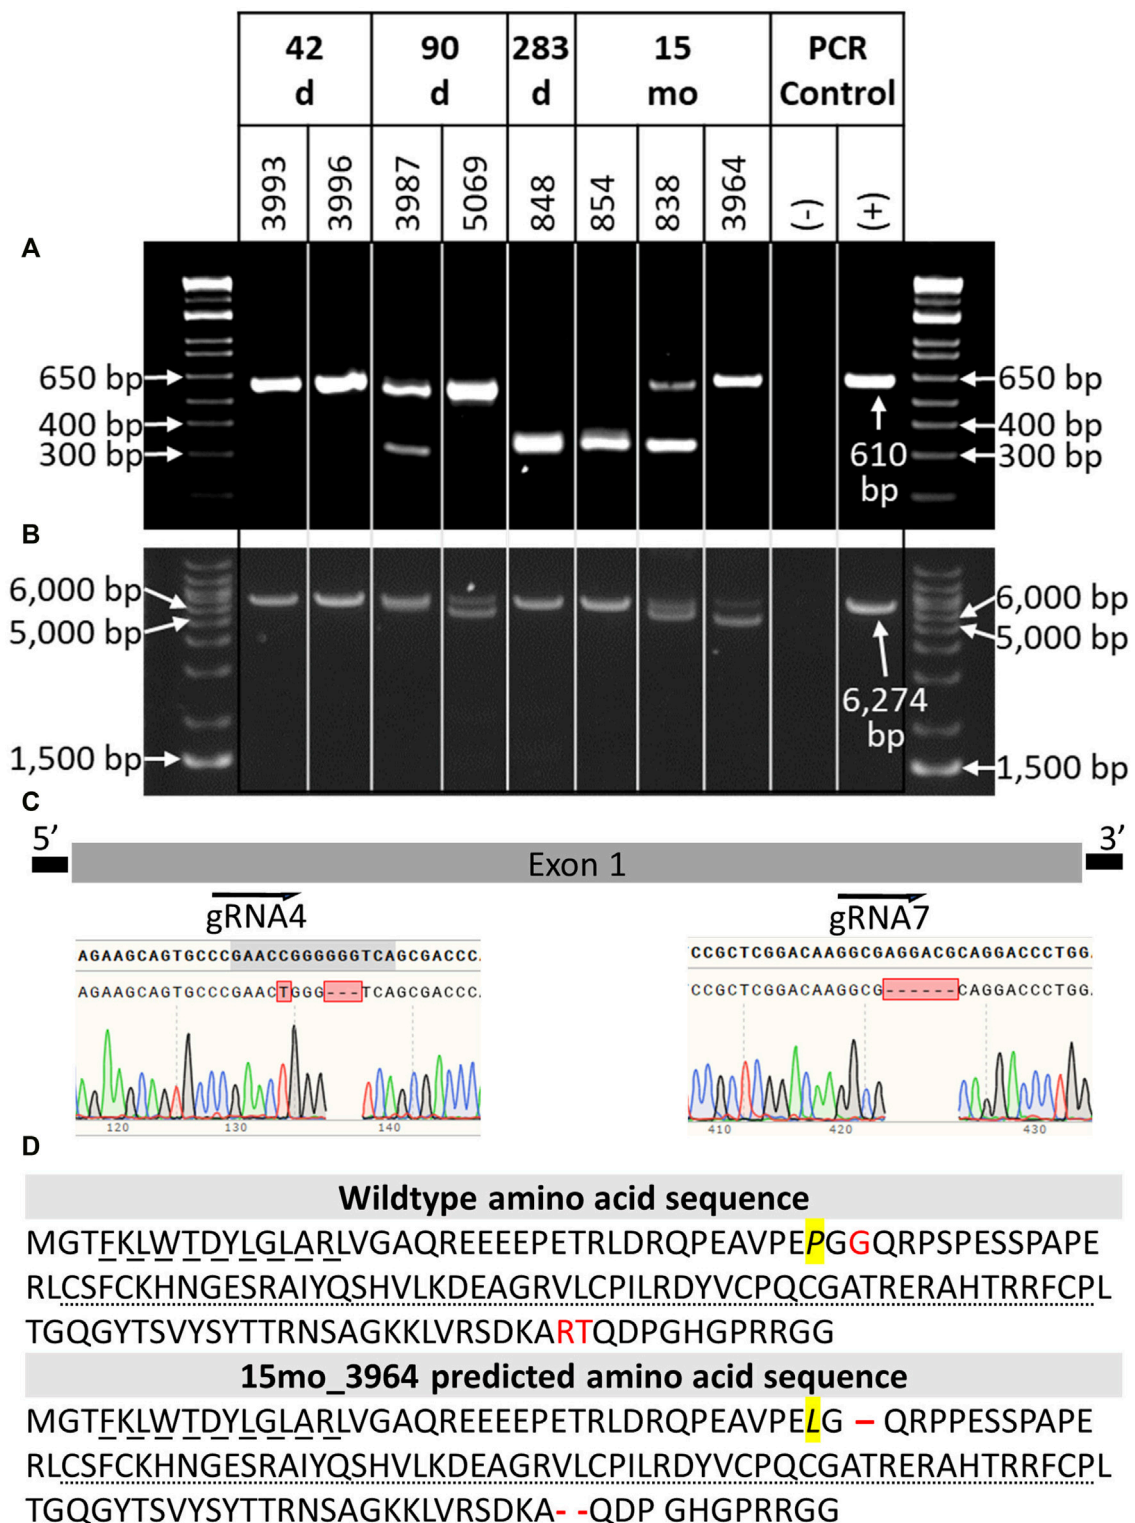 42 d
90 d
283 d
15 mo
PCR Control
3993
3996
3987
5069
848
854
838
3964
(-)
(+)
A
650 bp
400 bp
300 bp
650 bp
400 bp
300 bp
610 bp
B
6,000 bp
5,000 bp
1,500 bp
6,000 bp
5,000 bp
1,500 bp
6,274 bp
C
5’
Exon 1
3’
gRNA4
gRNA7
AGAAGCAGTGCCCGAACCGGGGGGTCAGCGACCC
AGAAGCAGTGCCCGAACTGGG---TCAGCGACCC
120 130 140
CCGCTCGGACAAGGCGAGGACGCAGGACCCTGG
CCGCTCGGACAAGGCG------CAGGACCCTGG
410 420 430
D
Wildtype amino acid sequence
MGTFKLWTDYLGLARLVGAQREEEEPETRLDRQPEAVPEPGGQRPSPESSPAPE
RLCSFCKHNGESRAIYQSHVLKDEAGRVLCPILRDYVCPQCGATRERAHTRRFCPL
TGQGYTSVYSYTTRNSAGKKLVRSDKARTQDPGHGPRRGG
15mo_3964 predicted amino acid sequence
MGTFKLWTDYLGLARLVGAQREEEEPETRLDRQPEAVPELG - QRPPESSPAPE
RLCSFCKHNGESRAIYQSHVLKDEAGRVLCPILRDYVCPQCGATRERAHTRRFCPL
TGQGYTSVYSYTTRNSAGKKLVRSDKA- -QDP GHGPRRGG